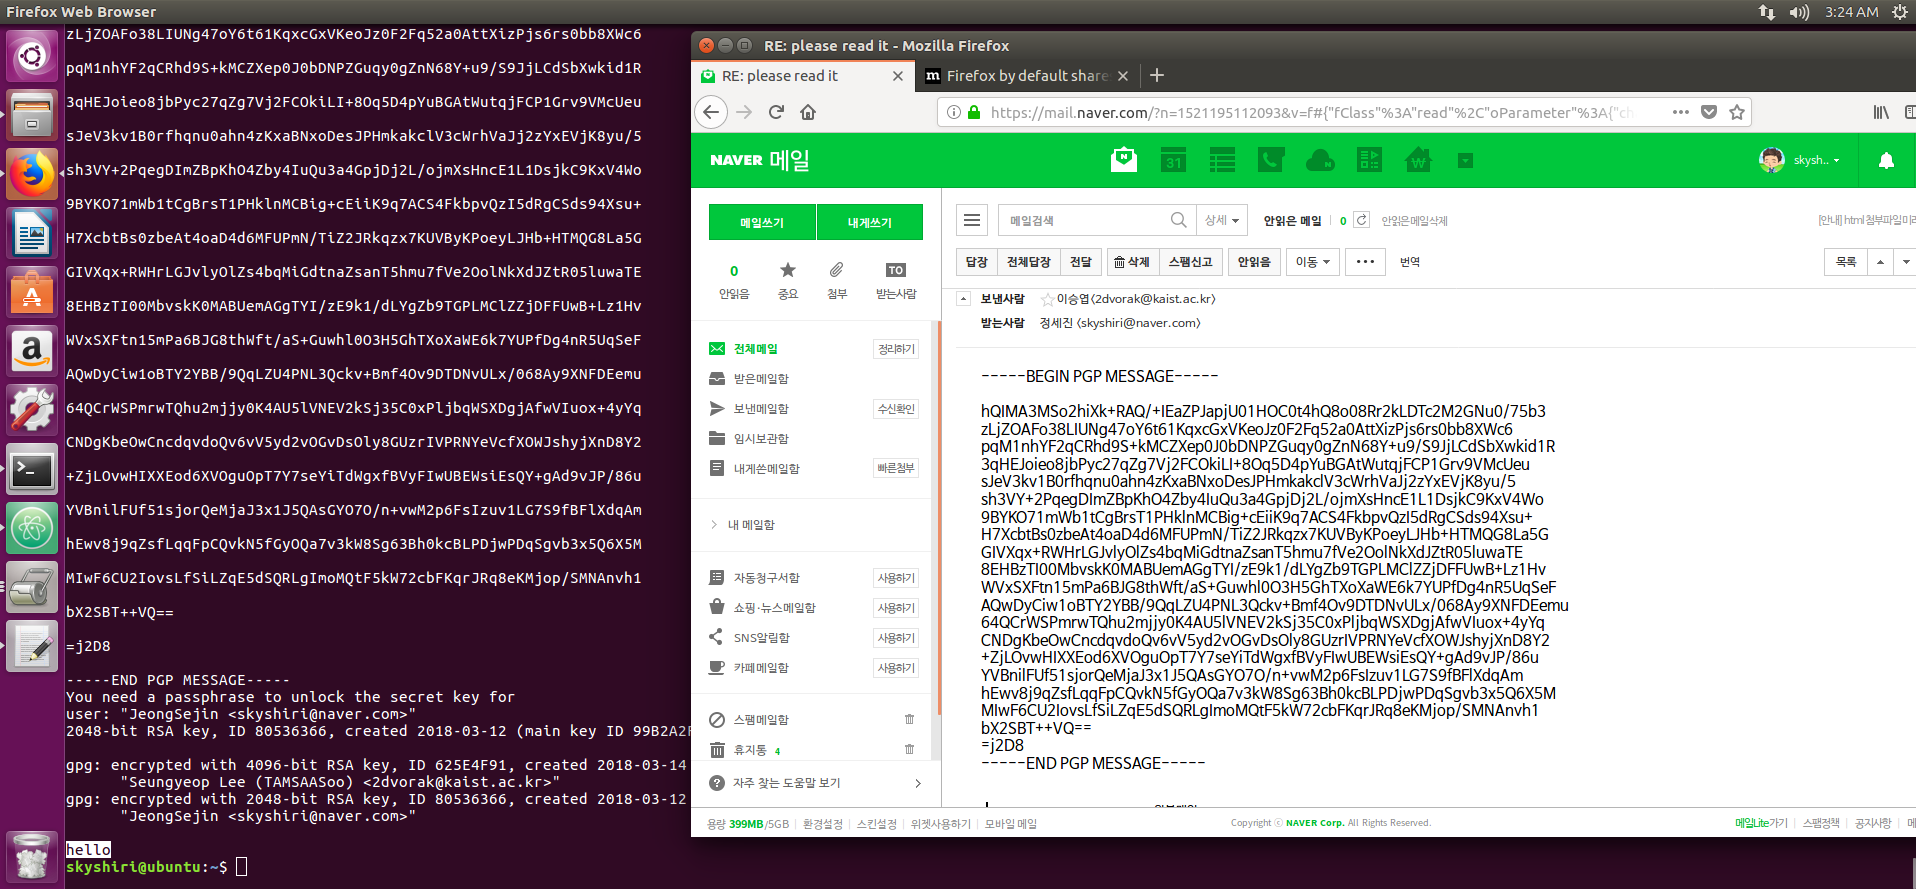 Firefox Web Browser
3:24 AM
zLjZOAFo38LIUNg47oY6t61KqxcGxVKeoJz0F2Fq52a0AttXizPjs6rs0bb8XWc6
pqM1nhYF2qCRhd9S+kMCZXep0J0bDNPZGuqy0gZnN68Y+u9/S9JjLCdSbXwkid1R
3qHEJoieo8jbPyc27qZg7Vj2FCOkiLI+8Oq5D4pYuBGAtWutqjFCP1Grv9VMcUeu
sJeV3kv1B0rfhqnu0ahn4zKxaBNxoDesJPHmkakclV3cWrhVaJj2zYxEVjK8yu/5
sh3VY+2PqegDImZBpKhO4Zby4IuQu3a4GpjDj2L/ojmXsHncE1L1DsjkC9KxV4Wo
9BYKO71mWb1tCgBrsT1PHklnMCBig+cEiiK9q7ACS4FkbpvQzI5dRgCSds94Xsu+
H7XcbtBs0zbeAt4oaD4d6MFUPmN/TiZ2JRkqzx7KUVByKPoeyLJHb+HTMQG8La5G
GIVXqx+RWHrLGJvlyOlZs4bqMiGdtnaZsanT5hmu7fVe2OolNkXdJZtR05luwaTE
8EHBzTI00MbvskK0MABUemAGgTYI/zE9k1/dLYgZb9TGPLMClZZjDFFUwB+Lz1Hv
WVxSXFtn15mPa6BJG8thWft/aS+Guwhl0O3H5GhTXoXaWE6k7YUPfDg4nR5UqSeF
AQwDyCiw1oBTY2YBB/9QqLZU4PNL3Qckv+Bmf4Ov9DTDNvULx/068Ay9XNFDEemu
64QCrWSPmrwTQhu2mjjy0K4AU5lVNEV2kSj35C0xPljbqWSXDgjAfwVIuox+4yYq
CNDgKbeOwCncdqvdoQv6vV5yd2vOGvDsOly8GUzrIVPRNYeVcfXOWJshyjXnD8Y2
+ZjLOvwHIXXEod6XVOguOpT7Y7seYiTdWgxfBVyFIwUBEWsiEsQY+gAd9vJP/86u
YVBnilFUf51sjorQeMjaJ3x1J5QAsGYO7O/n+vwM2p6FsIzuv1LG7S9fBFlXdqAm
hEwv8j9qZsfLqqFpCQvkN5fGyOQa7v3kW8Sg63Bh0kcBLPDjwPDqSgvb3x5Q6X5M
MIwF6CU2IovsLfSiLZqE5dSQRLgImoMQtF5kW72cbFKqrJRq8eKMjop/SMNAnvh1
bX2SBT++VQ==
=j2D8
-----END PGP MESSAGE-----
You need a passphrase to unlock the secret key for
user: "JeongSejin <skyshiri@naver.com>"
2048-bit RSA key, ID 80536366, created 2018-03-12 (main key ID 99B2A2F
gpg: encrypted with 4096-bit RSA key, ID 625E4F91, created 2018-03-14
"Seungyeop Lee (TAMSAASoo) <2dvorak@kaist.ac.kr>"
gpg: encrypted with 2048-bit RSA key, ID 80536366, created 2018-03-12
"JeongSejin <skyshiri@naver.com>"
hello
skyshiri@ubuntu:~$
RE: please read it - Mozilla Firefox
RE: please read it
Firefox by default share
https://mail.naver.com/?n=1521195112093&v=f#{"fClass"%3A"read"%2C"oParameter"%3A{"ch
NAVER 메일
31
skysh..
메일쓰기 내게쓰기
0 TO
안읽음 중요 첨부 받는사람
전체메일 정리하기
받은메일함
보낸메일함 수신확인
임시보관함
내게쓴메일함 빠른첨부
내 메일함
자동청구서함 사용하기
쇼핑·뉴스메일함 사용하기
SNS알림함 사용하기
카페메일함 사용하기
스팸메일함
휴지통 4
자주 찾는 도움말 보기
메일검색 상세 안읽은 메일 0 안읽은메일삭제
[안내] html첨부파일미리
답장 전체답장 전달 삭제 스팸신고 안읽음 이동 번역 목록
보낸사람 이승엽<2dvorak@kaist.ac.kr>
받는사람 정세진 <skyshiri@naver.com>
-----BEGIN PGP MESSAGE-----
hQIMA3MSo2hiXk+RAQ/+IEaZPJapjU01HOC0t4hQ8o08Rr2kLDTc2M2GNu0/75b3
zLjZOAFo38LIUNg47oY6t61KqxcGxVKeoJz0F2Fq52a0AttXizPjs6rs0bb8XWc6
pqM1nhYF2qCRhd9S+kMCZXep0J0bDNPZGuqy0gZnN68Y+u9/S9JjLCdSbXwkid1R
3qHEJoieo8jbPyc27qZg7Vj2FCOkiLI+8Oq5D4pYuBGAtWutqjFCP1Grv9VMcUeu
sJeV3kv1B0rfhqnu0ahn4zKxaBNxoDesJPHmkakclV3cWrhVaJj2zYxEVjK8yu/5
sh3VY+2PqegDImZBpKhO4Zby4IuQu3a4GpjDj2L/ojmXsHncE1L1DsjkC9KxV4Wo
9BYKO71mWb1tCgBrsT1PHklnMCBig+cEiiK9q7ACS4FkbpvQzI5dRgCSds94Xsu+
H7XcbtBs0zbeAt4oaD4d6MFUPmN/TiZ2JRkqzx7KUVByKPoeyLJHb+HTMQG8La5G
GIVXqx+RWHrLGJvlyOlZs4bqMiGdtnaZsanT5hmu7fVe2OolNkXdJZtR05luwaTE
8EHBzTI00MbvskK0MABUemAGgTYI/zE9k1/dLYgZb9TGPLMClZZjDFFUwB+Lz1Hv
WVxSXFtn15mPa6BJG8thWft/aS+Guwhl0O3H5GhTXoXaWE6k7YUPfDg4nR5UqSeF
AQwDyCiw1oBTY2YBB/9QqLZU4PNL3Qckv+Bmf4Ov9DTDNvULx/068Ay9XNFDEemu
64QCrWSPmrwTQhu2mjjy0K4AU5lVNEV2kSj35C0xPljbqWSXDgjAfwVIuox+4yYq
CNDgKbeOwCncdqvdoQv6vV5yd2vOGvDsOly8GUzrIVPRNYeVcfXOWJshyjXnD8Y2
+ZjLOvwHIXXEod6XVOguOpT7Y7seYiTdWgxfBVyFIwUBEWsiEsQY+gAd9vJP/86u
YVBnilFUf51sjorQeMjaJ3x1J5QAsGYO7O/n+vwM2p6FsIzuv1LG7S9fBFlXdqAm
hEwv8j9qZsfLqqFpCQvkN5fGyOQa7v3kW8Sg63Bh0kcBLPDjwPDqSgvb3x5Q6X5M
MIwF6CU2IovsLfSiLZqE5dSQRLgImoMQtF5kW72cbFKqrJRq8eKMjop/SMNAnvh1
bX2SBT++VQ==
=j2D8
-----END PGP MESSAGE-----
용량 399MB/5GB 환경설정 스킨설정 위젯사용하기 모바일 메일
Copyright ⓒ NAVER Corp. All Rights Reserved.
메일Lite가기 스팸정책 공지사항 메